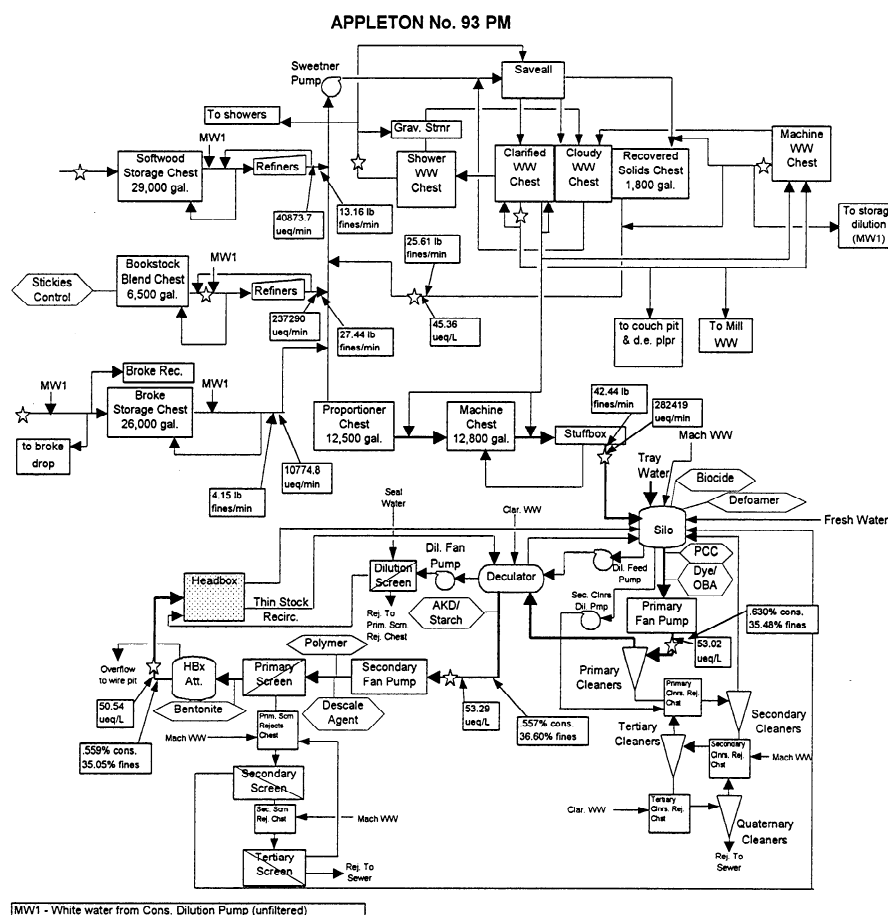 APPLETON No. 93 PM
Sweetner
Pump
Saveall
To showers
Grav. Strnr
MW1
Softwood
Storage Chest
29,000 gal.
Refiners
Shower
WW
Chest
Clarified
WW
Chest
Cloudy
WW
Chest
Recovered
Solids Chest
1,800 gal.
Machine
WW
Chest
40873.7
ueq/min
13.16 lb
fines/min
To storag
dilution
(MW1)
Stickies
Control
MW1
Bookstock
Blend Chest
6,500 gal.
Refiners
25.61 lb
fines/min
237290
ueq/min
27.44 lb
fines/min
45.36
ueq/L
to couch pit
& d.e. plpr
To Mill
WW
Broke Rec.
MW1
MW1
Broke
Storage Chest
26,000 gal.
to broke
drop
4.15 lb
fines/min
10774.8
ueq/min
Proportioner
Chest
12,500 gal.
Machine
Chest
12,800 gal.
Stuffbox
42.44 lb
fines/min
282419
ueq/min
Mach WW
Tray
Water
Biocide
Defoamer
Fresh Water
Silo
PCC
Dye/
OBA
Seal
Water
Clar. WW
Dil. Fan
Pump
Dilution
Screen
Deculator
Dil. Feed
Pump
Sec. Clnrs
Dil. Pmp
Headbox
Thin Stock
Recirc.
Rej. To
Prim. Scrn
Rej. Chest
AKD/
Starch
Primary
Fan Pump
.630% cons.
35.48% fines
53.02
ueq/L
Polymer
Overflow
to wire pit
HBx
Att.
Primary
Screen
Secondary
Fan Pump
Primary
Cleaners
Bentonite
Descale
Agent
50.54
ueq/L
53.29
ueq/L
.557% cons.
36.60% fines
.559% cons.
35.05% fines
Primary
Clnrs. Rej.
Chst
Secondary
Cleaners
Tertiary
Cleaners
Mach WW
Prim. Scrn
Rejects
Chest
Secondary
Clnrs. Rej.
Chst
Mach WW
Secondary
Screen
Sec. Scrn
Rej. Chst
Mach WW
Clar. WW
Tertiary
Clnrs. Rej.
Chst
Quaternary
Cleaners
Tertiary
Screen
Rej. To
Sewer
Rej. To
Sewer
MW1 - White water from Cons. Dilution Pump (unfiltered)